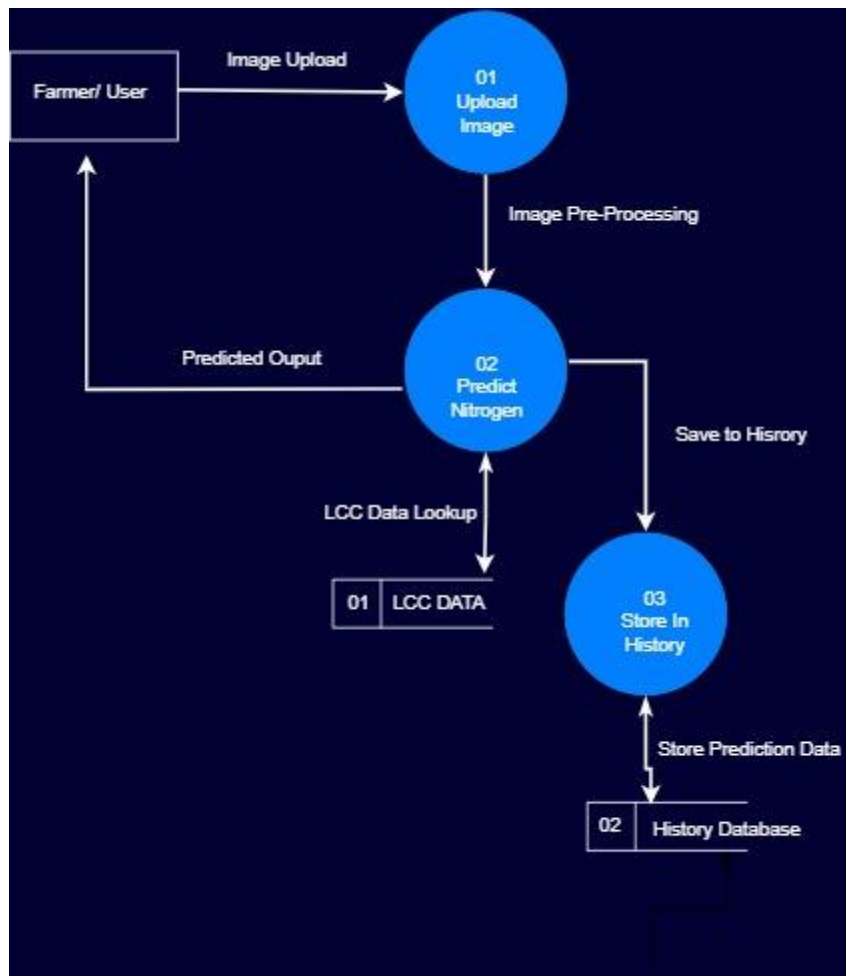 Image Upload
Farmer/ User
01
Upload
Image
Image Pre-Processing
Predicted Ouput
02
Predict
Nitrogen
Save to Hisrory
LCC Data Lookup
01 LCC DATA
03
Store In
History
Store Prediction Data
02 History Database